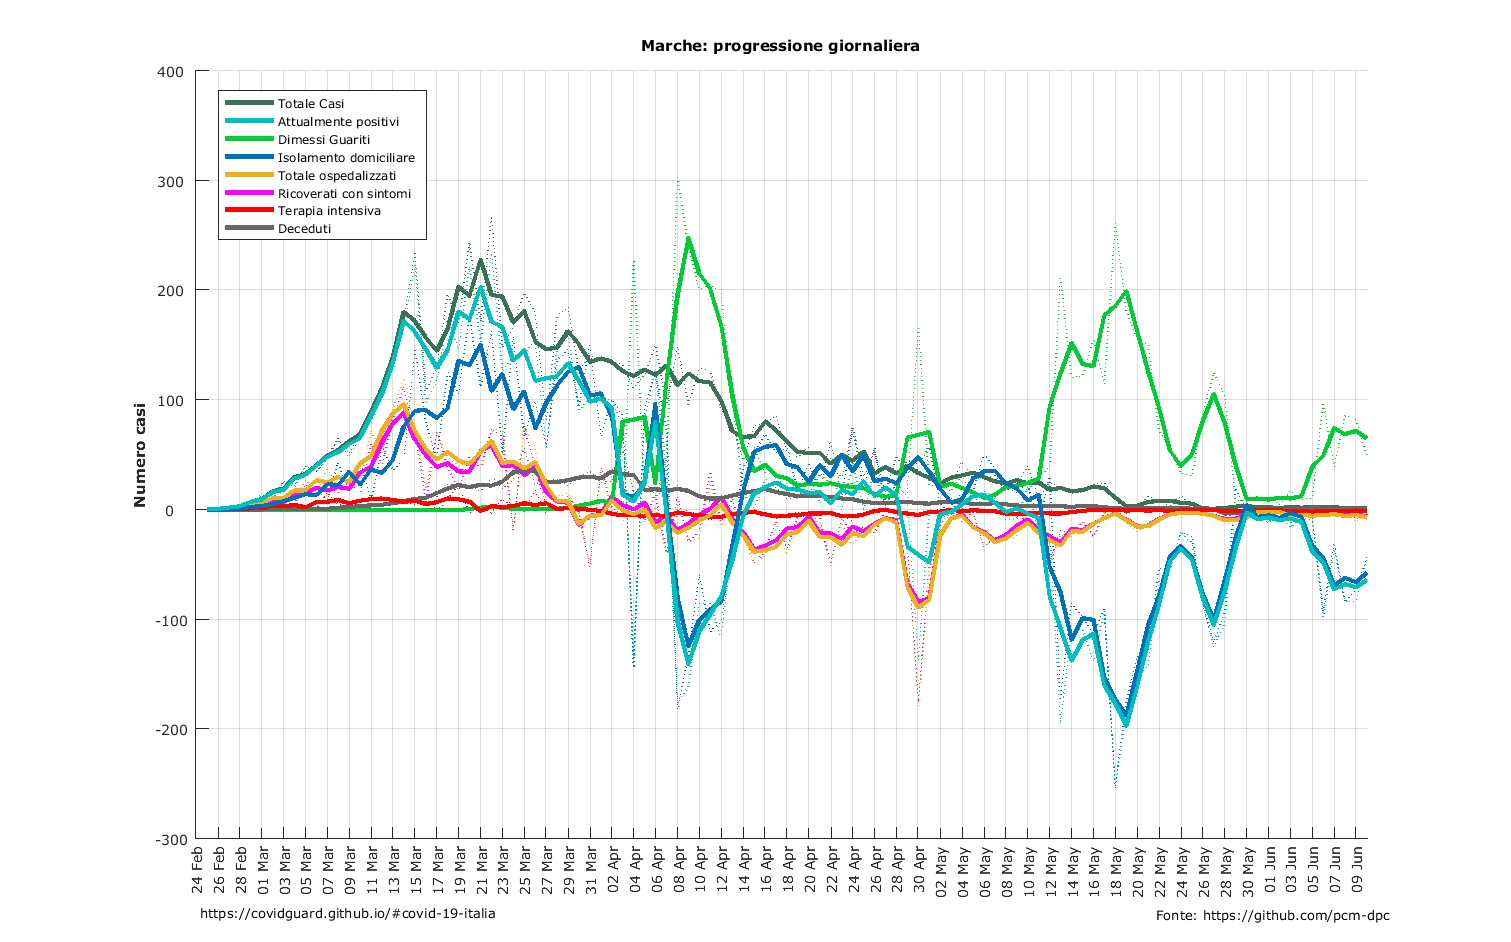 Marche: progressione giornaliera
400
300
200
100
0
-100
-200
-300
Numero casi
Totale Casi
Attualmente positivi
Dimessi Guariti
Isolamento domiciliare
Totale ospedalizzati
Ricoverati con sintomi
Terapia intensiva
Deceduti
24 Feb
26 Feb
28 Feb
01 Mar
03 Mar
05 Mar
07 Mar
09 Mar
11 Mar
13 Mar
15 Mar
17 Mar
19 Mar
21 Mar
23 Mar
25 Mar
27 Mar
29 Mar
31 Mar
02 Apr
04 Apr
06 Apr
08 Apr
10 Apr
12 Apr
14 Apr
16 Apr
18 Apr
20 Apr
22 Apr
24 Apr
26 Apr
28 Apr
30 Apr
02 May
04 May
06 May
08 May
10 May
12 May
14 May
16 May
18 May
20 May
22 May
24 May
26 May
28 May
30 May
01 Jun
03 Jun
05 Jun
07 Jun
09 Jun
https://covidguard.github.io/#covid-19-italia
Fonte: https://github.com/pcm-dpc